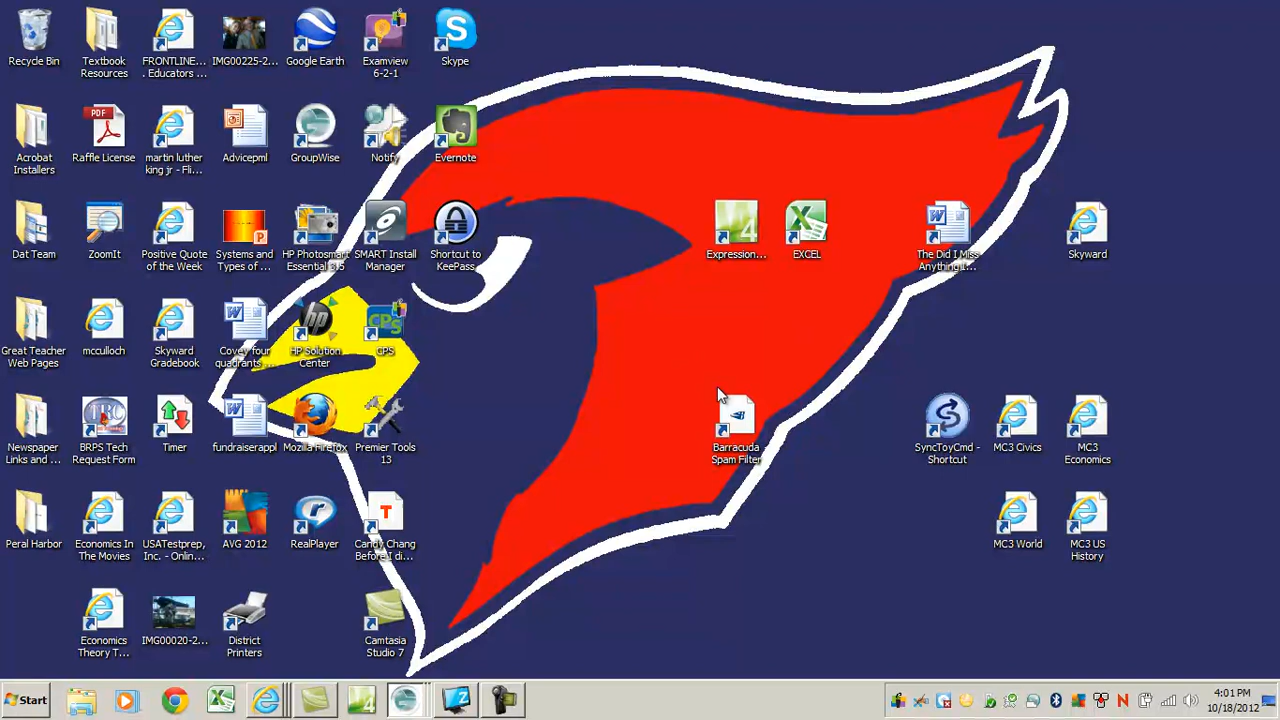 Recycle Bin
Textbook
Resources
FRONTLINE...
. Educators ...
IMG00225-2...
Google Earth
Examview
6-2-1
Skype
Acrobat
Installers
PDF
Raffle License
martin luther
king jr - Fli...
Advicepml
GroupWise
Notify
Evernote
Dat Team
ZoomIt
Positive Quote
of the Week
Systems and
Types of ...
HP Photosmart
Essential 3.5
SMART Install
Manager
Shortcut to
KeePass
Expression...
EXCEL
The Did I Miss
Anything I...
Skyward
Great Teacher
Web Pages
mcculloch
Skyward
Gradebook
Covey four
quadrants ...
hp
HP Solution
Center
CPS
CPS
Newspaper
Links and ...
BRPS Tech
Request Form
Timer
fundraiserappl
Mozilla Firefox
Premier Tools
13
Barracuda
Spam Filter
SyncToyCmd -
Shortcut
MC3 Civics
MC3
Economics
Peral Harbor
Economics In
The Movies
USATestprep,
Inc. - Onlin...
AVG 2012
RealPlayer
Candy Chang
Before I di...
MC3 World
MC3 US
History
Economics
Theory T...
IMG00020-2...
District
Printers
Camtasia
Studio 7
Start
4:01 PM
10/18/2012